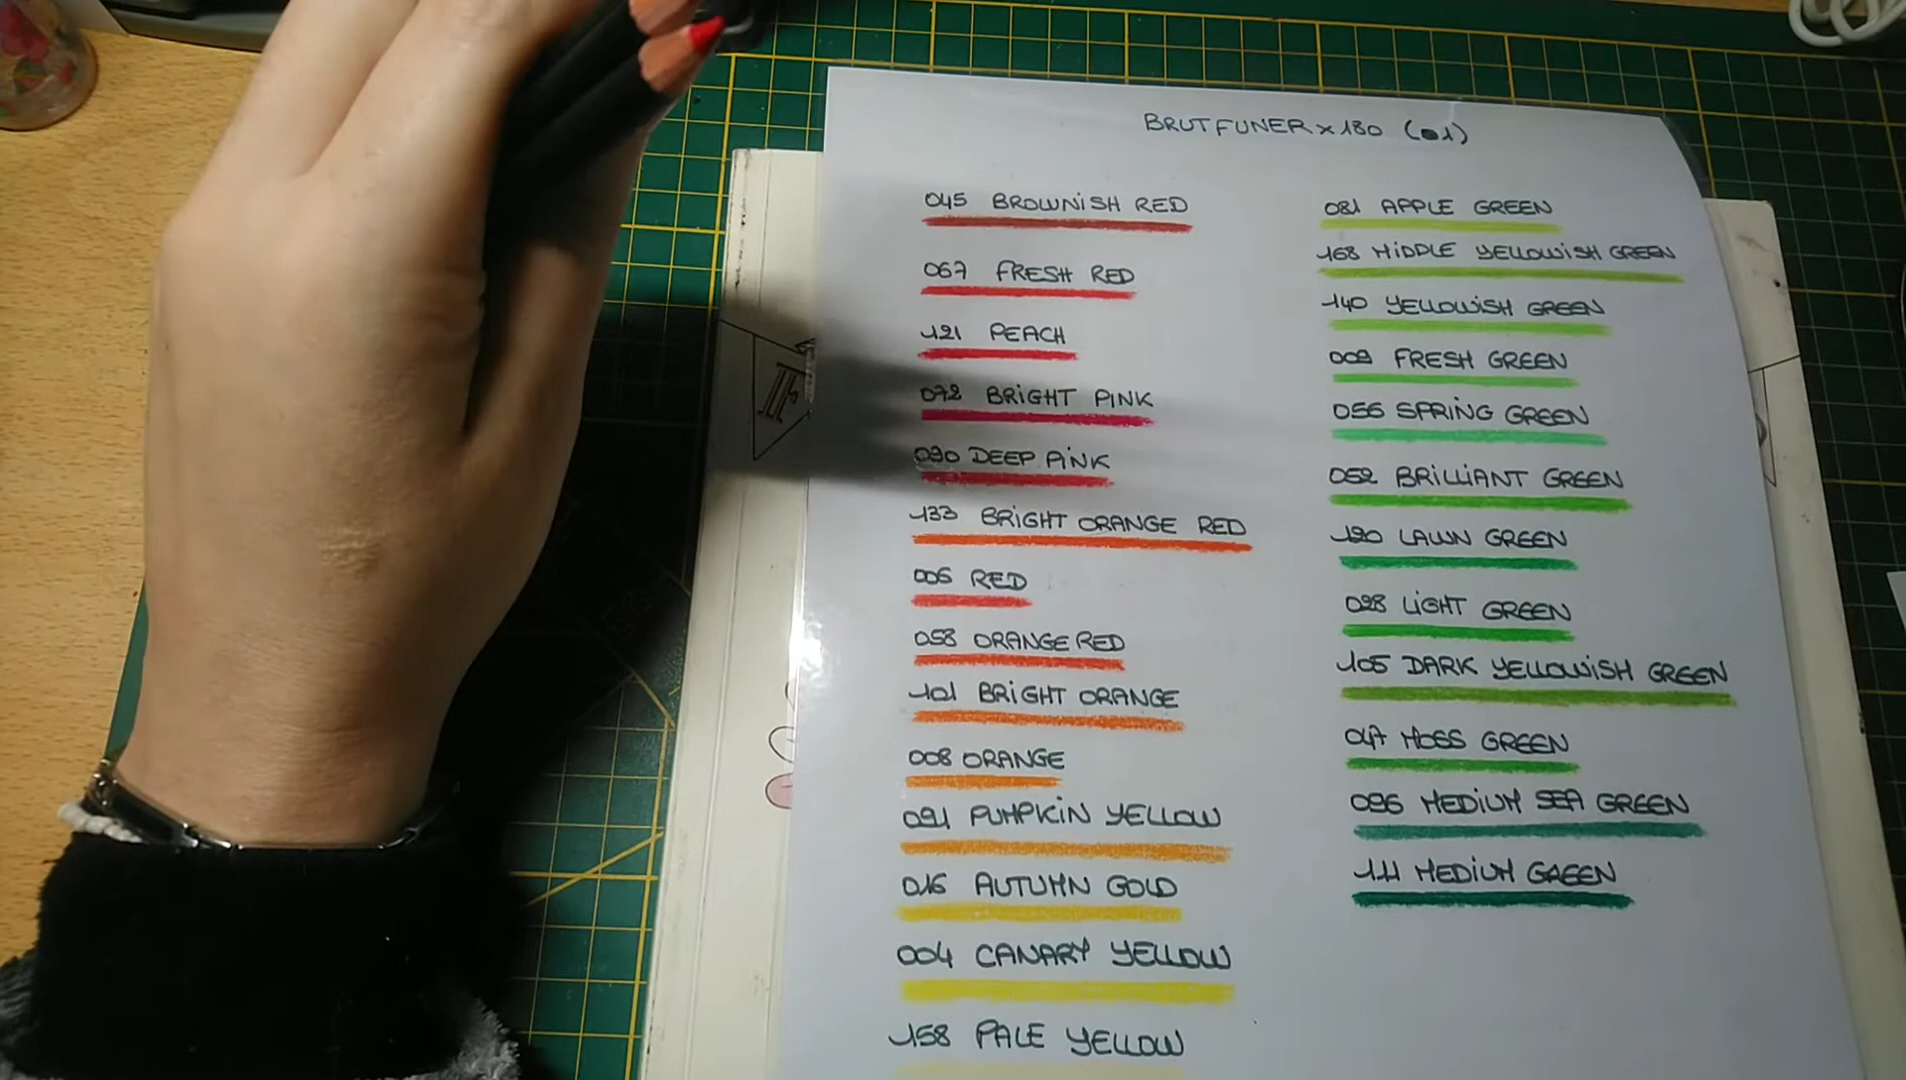 BRUTFUNER x 180 (01)
045 BROWNISH RED
067 FRESH RED
121 PEACH
072 BRIGHT PINK
090 DEEP PINK
133 BRIGHT ORANGE RED
006 RED
058 ORANGE RED
101 BRIGHT ORANGE
008 ORANGE
091 PUMPKIN YELLOW
016 AUTUMN GOLD
004 CANARY YELLOW
158 PALE YELLOW
081 APPLE GREEN
168 MIDDLE YELLOWISH GREEN
140 YELLOWISH GREEN
009 FRESH GREEN
056 SPRING GREEN
052 BRILLIANT GREEN
120 LAWN GREEN
028 LIGHT GREEN
105 DARK YELLOWISH GREEN
047 MOSS GREEN
096 MEDIUM SEA GREEN
111 MEDIUM GREEN